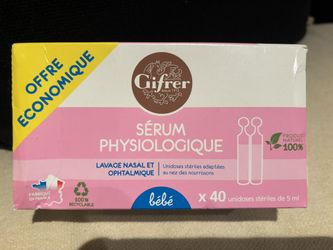 OFFRE
ECONOMIQUE
Gifrer
SÉRUM
PHYSIOLOGIQUE
LAVAGE NASAL ET
OPHTALMIQUE
Unidoses stériles adaptées
au nez des nourrissons
PRODUIT
NATUREL
100%
FABRIQUÉ
EN FRANCE
100%
RECYCLABLE
bébé
x 40 unidoses stériles de 5 ml